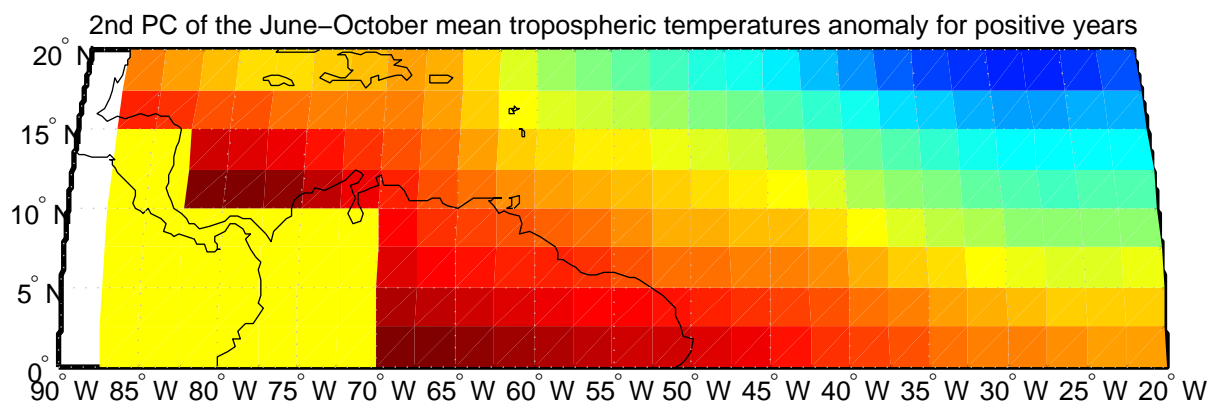 2nd PC of the June−October mean tropospheric temperatures anomaly for positive years
20° N
15° N
10° N
5° N
0°
90° W 85° W 80° W 75° W 70° W 65° W 60° W 55° W 50° W 45° W 40° W 35° W 30° W 25° W 20° W